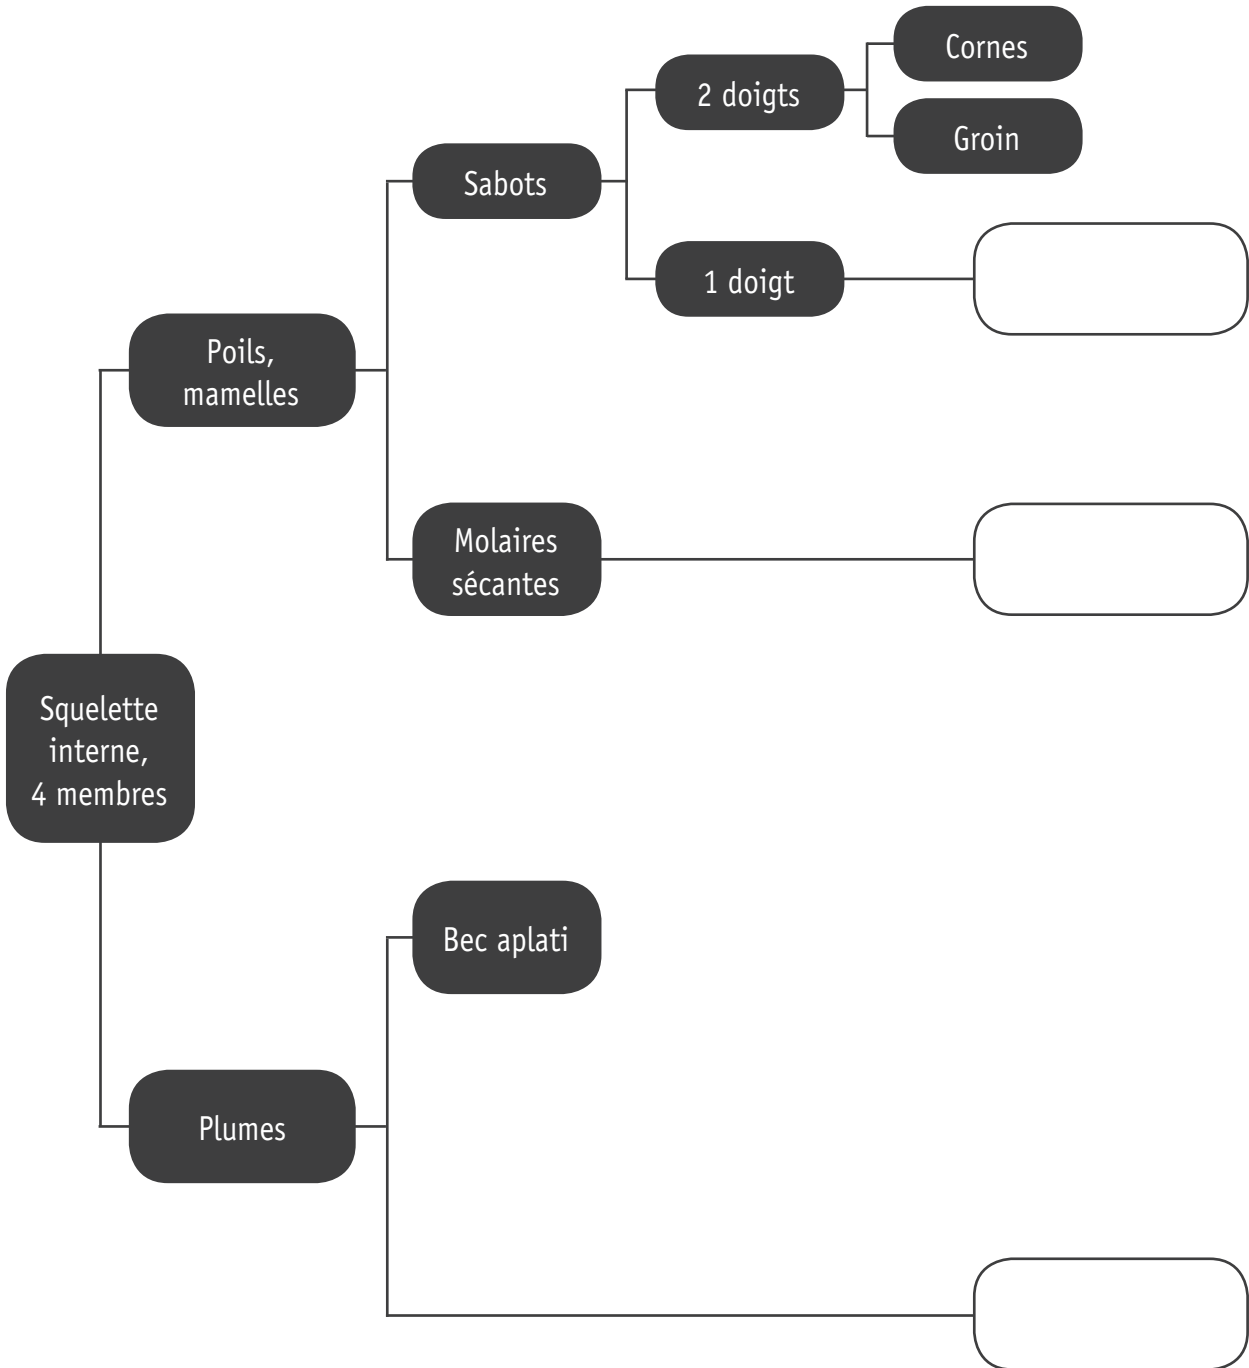 Cornes
2 doigts
Groin
Sabots
1 doigt
Poils,
mamelles
Molaires
sécantes
Squelette
interne,
4 membres
Bec aplati
Plumes